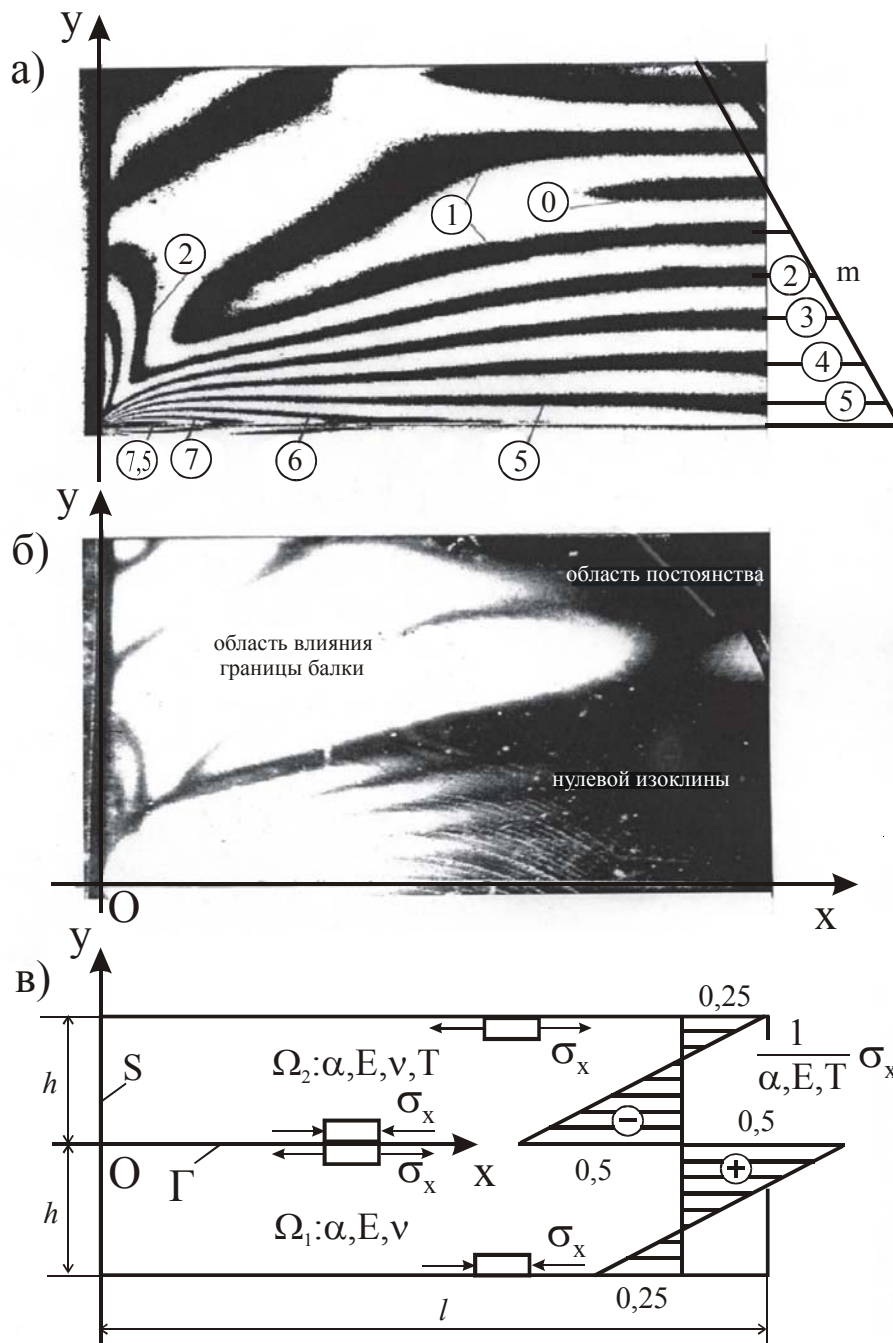 y
а)
2
1
0
2
m
3
4
5
7,5
7
6
5
y
б)
область постоянства
область влияния
границы балки
нулевой изоклины
O
x
y
в)
0,25
S
h
Ω₂:α,E,ν,T
σₓ
1
α,E,T
σₓ
σₓ
−
0,5
O
Γ
σₓ
x
0,5
+
h
Ω₁:α,E,ν
σₓ
0,25
l